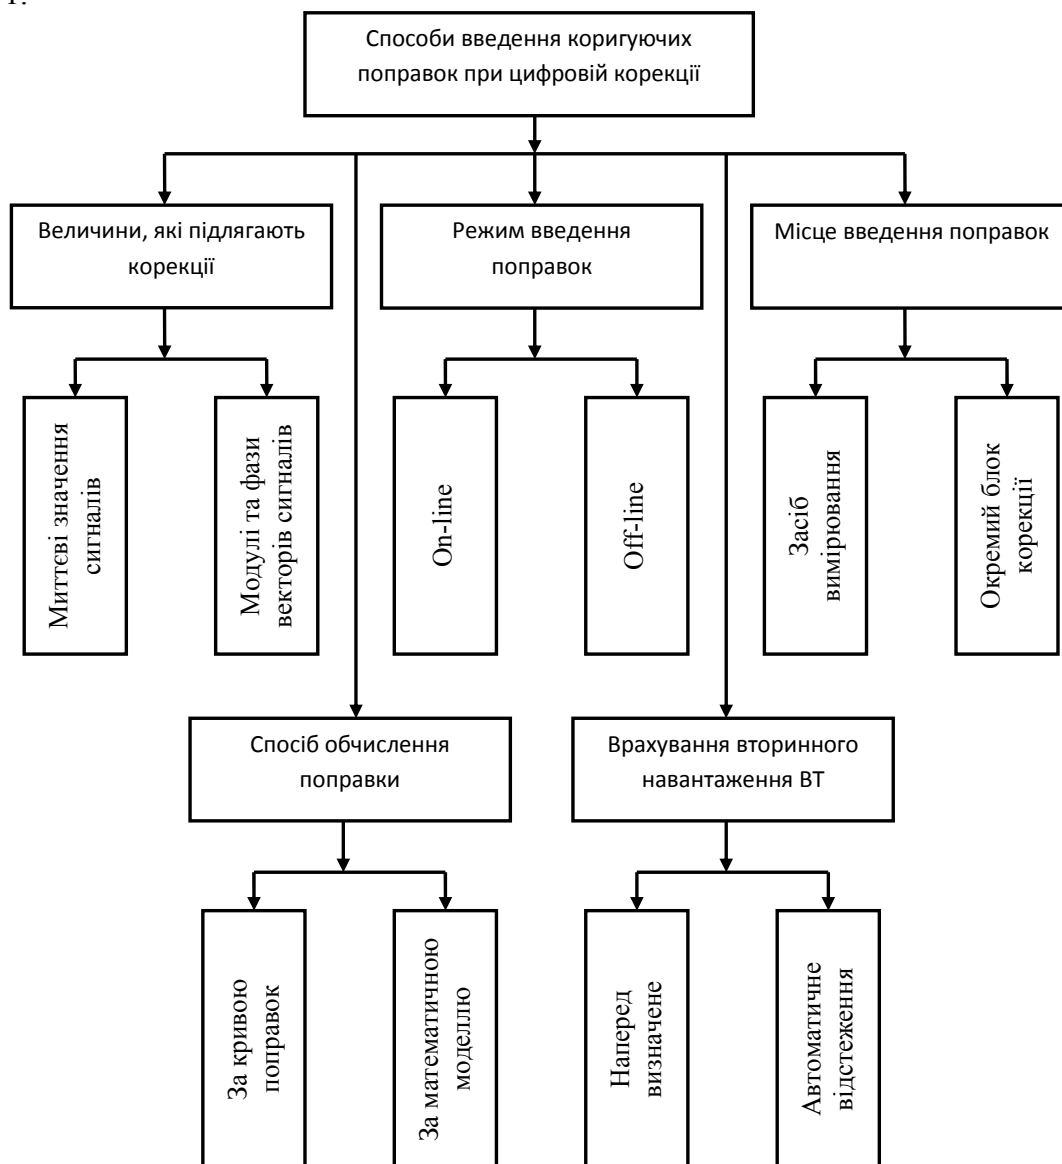 Способи введення коригуючих
поправок при цифровій корекції
Величини, які підлягають
корекції
Режим введення
поправок
Місце введення поправок
Миттєві значення
сигналів
Модулі та фази
векторів сигналів
On-line
Off-line
Засіб
вимірювання
Окремий блок
корекції
Спосіб обчислення
поправки
Врахування вторинного
навантаження ВТ
За кривою
поправок
За математичною
моделлю
Наперед
визначене
Автоматичне
відстеження